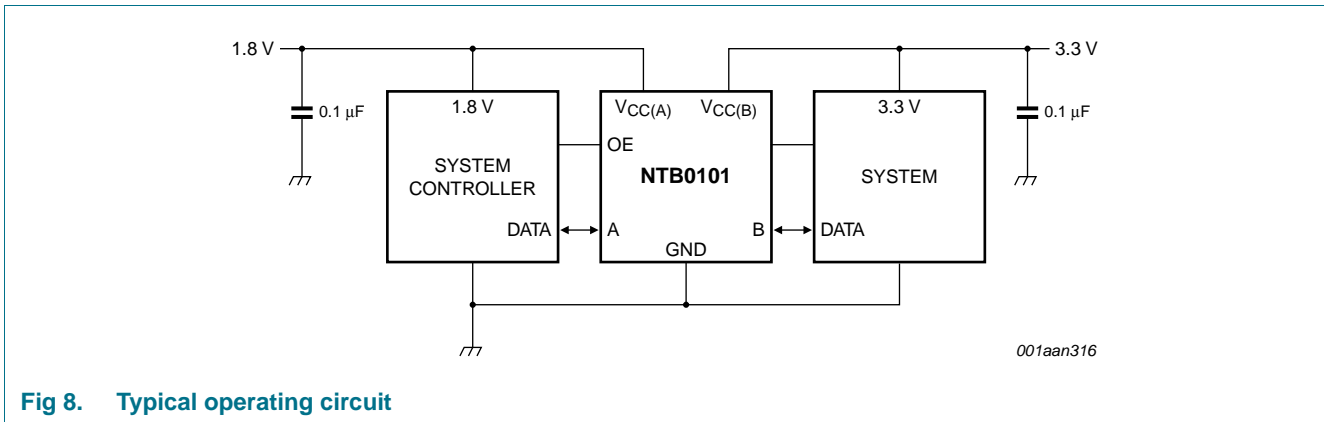 1.8 V
3.3 V
0.1 μF
1.8 V
VCC(A)
VCC(B)
3.3 V
0.1 μF
OE
SYSTEM
CONTROLLER
NTB0101
SYSTEM
DATA
A
B
DATA
GND
001aan316
Fig 8. Typical operating circuit